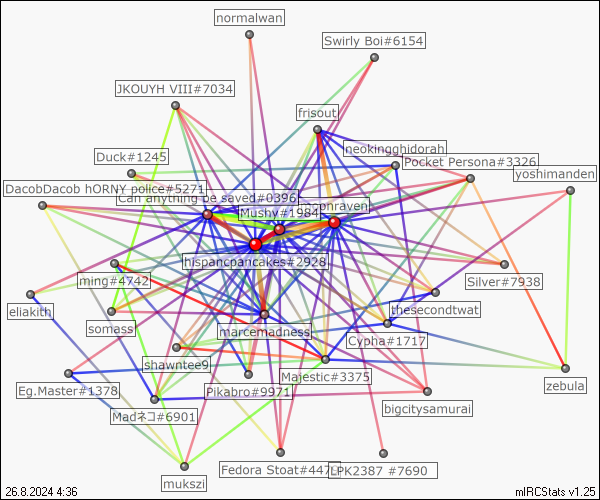 normalwan
Swirly Boi#6154
JKOUYH VIII#7034
frisout
neokingghidorah
Duck#1245
Pocket Persona#3326
yoshimanden
DacobDacob hORNY police#5271
Can anything be saved#0396
Mushy#1984
phraven
hispancpancakes#2928
ming#4742
Silver#7938
eliakith
somassi
thesecondtwat
marcemadness
Cypha#1717
shawntee9
Majestic#3375
zebula
Eg.Master#1378
Pikabro#9971
Madネコ#6901
bigcitysamurai
mukszi
Fedora Stoat#447
LPK2387 #7690
26.8.2024 4:36
mIRCStats v1.25